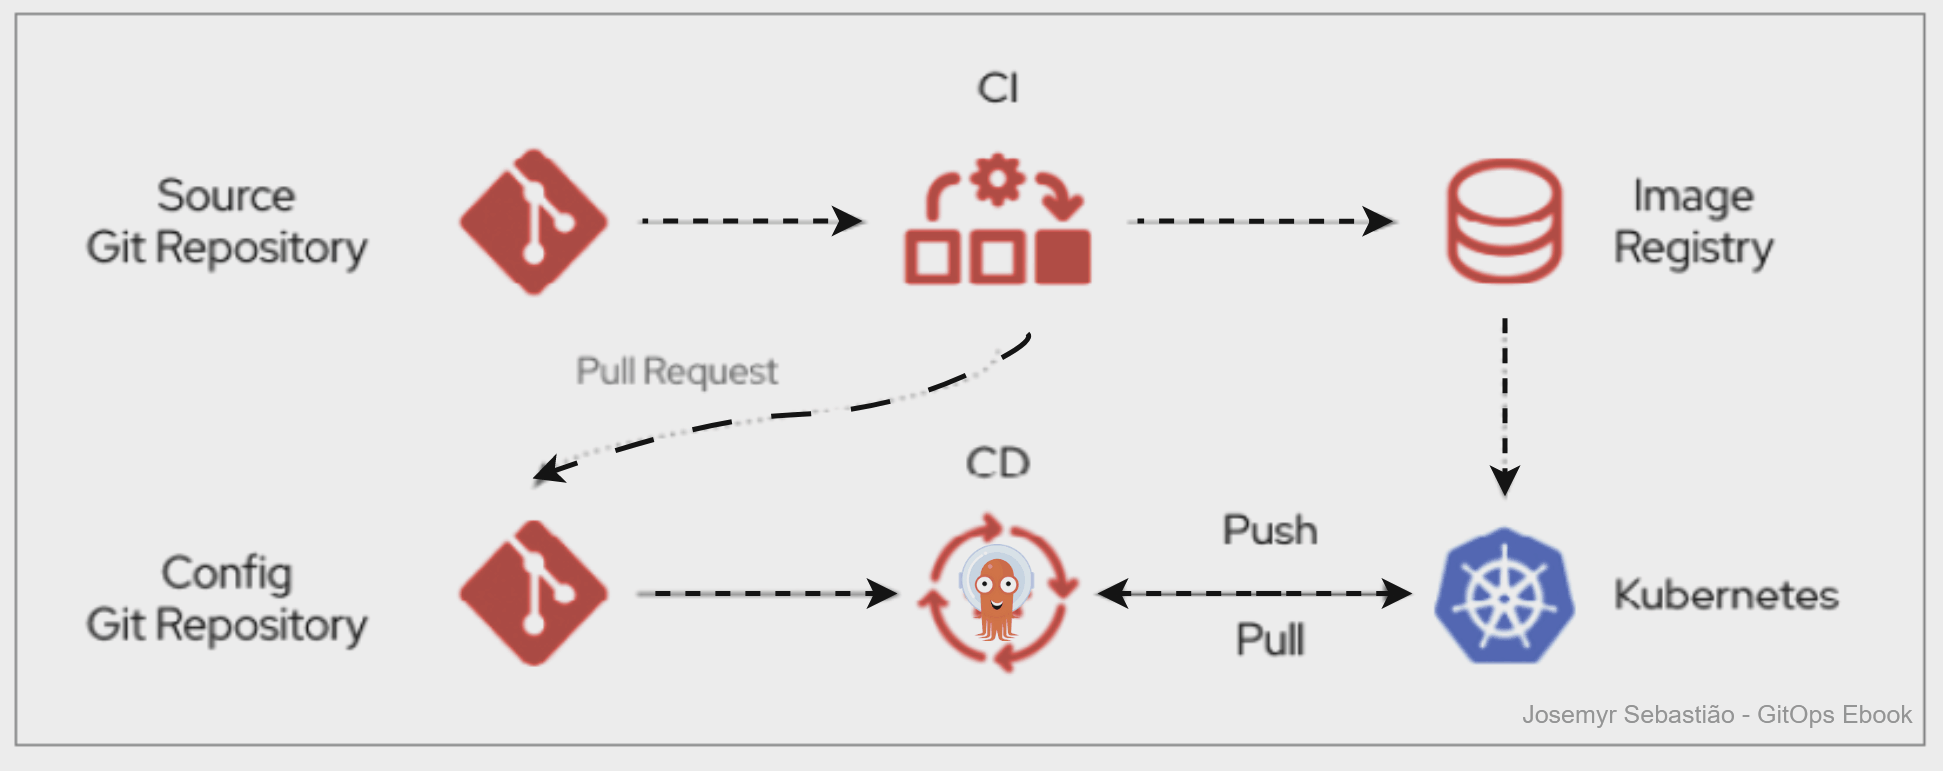 CI
Source
Git Repository
Image
Registry
Pull Request
CD
Push
Config
Git Repository
Kubernetes
Pull
Josemyr Sebastião - GitOps Ebook